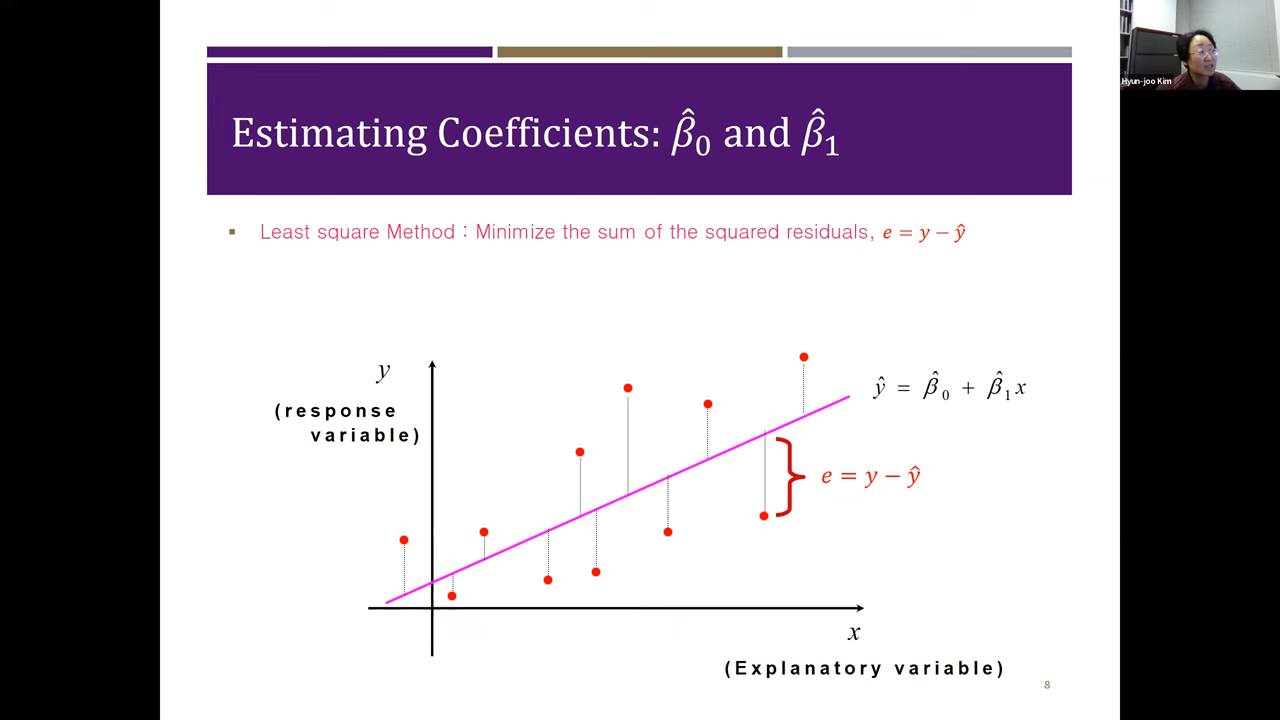 Estimating Coefficients: β̂₀ and β̂₁
Hyun-joo Kim
▪ Least square Method : Minimize the sum of the squared residuals, e = y − ŷ
y
(response
variable)
ŷ = β̂₀ + β̂₁x
e = y − ŷ
x
(Explanatory variable)
8